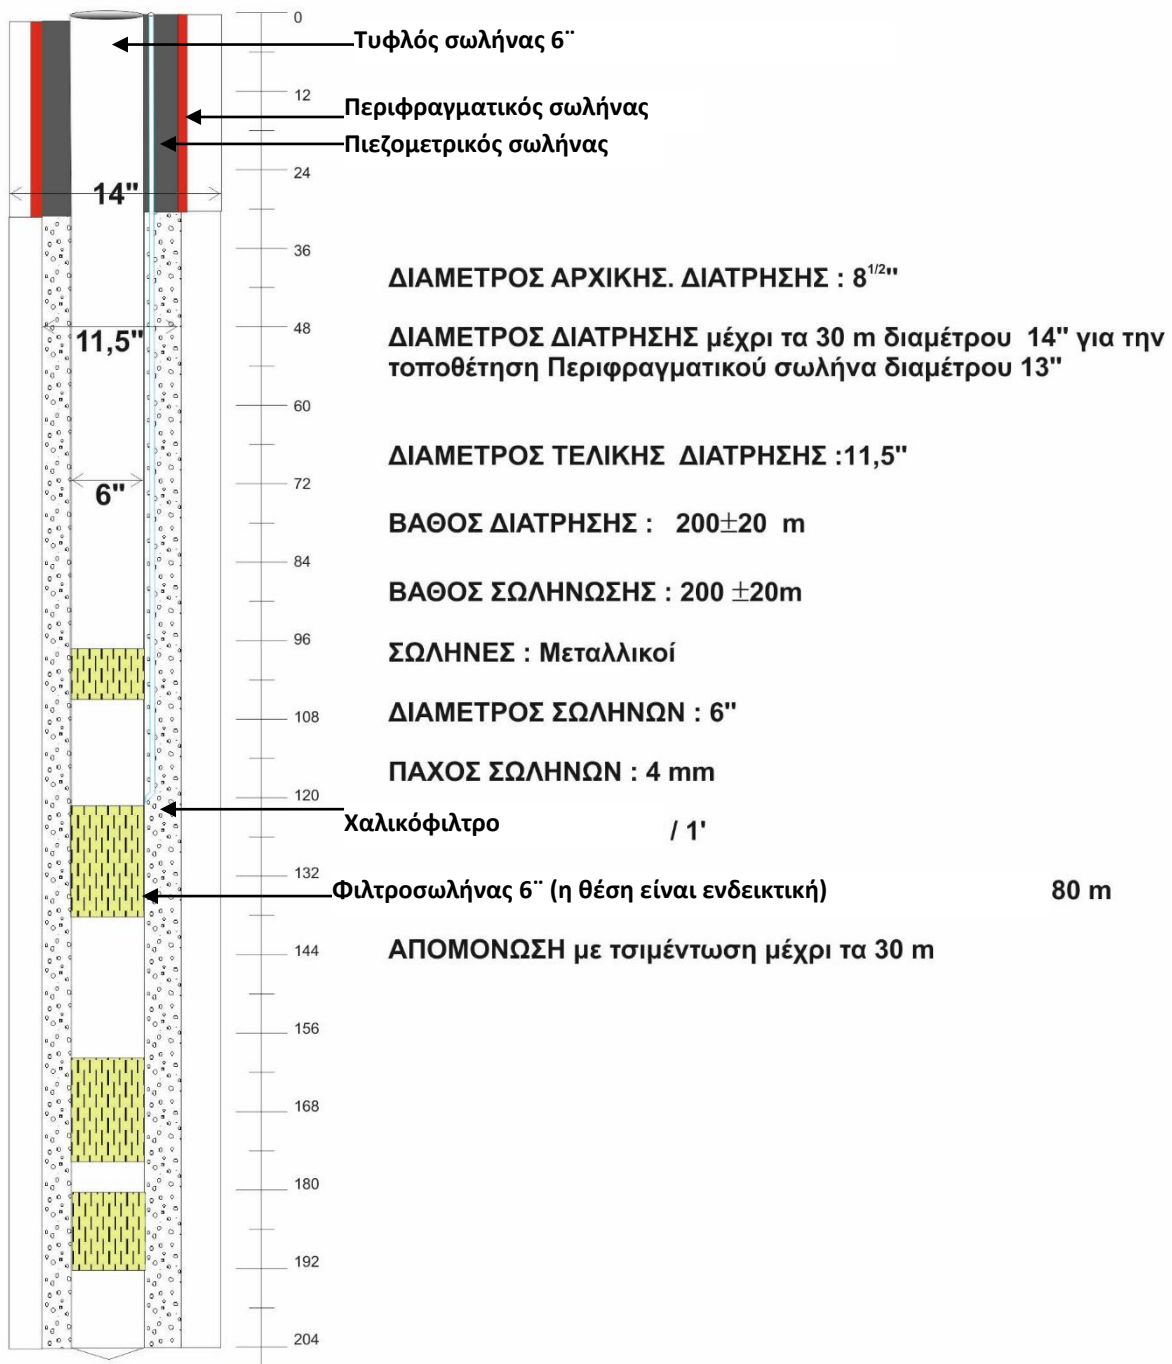 0
Τυφλός σωλήνας 6¨
12
Περιφραγματικός σωλήνας
Πιεζομετρικός σωλήνας
24
14"
36
ΔΙΑΜΕΤΡΟΣ ΑΡΧΙΚΗΣ. ΔΙΑΤΡΗΣΗΣ : 8 1/2"
48
11,5"
ΔΙΑΜΕΤΡΟΣ ΔΙΑΤΡΗΣΗΣ μέχρι τα 30 m διαμέτρου 14" για την
τοποθέτηση Περιφραγματικού σωλήνα διαμέτρου 13"
60
ΔΙΑΜΕΤΡΟΣ ΤΕΛΙΚΗΣ ΔΙΑΤΡΗΣΗΣ :11,5"
72
6"
ΒΑΘΟΣ ΔΙΑΤΡΗΣΗΣ : 200±20 m
84
ΒΑΘΟΣ ΣΩΛΗΝΩΣΗΣ : 200 ±20m
96
ΣΩΛΗΝΕΣ : Μεταλλικοί
108
ΔΙΑΜΕΤΡΟΣ ΣΩΛΗΝΩΝ : 6"
ΠΑΧΟΣ ΣΩΛΗΝΩΝ : 4 mm
120
Χαλικόφιλτρο / 1'
132
Φιλτροσωλήνας 6¨ (η θέση είναι ενδεικτική) 80 m
144
ΑΠΟΜΟΝΩΣΗ με τσιμέντωση μέχρι τα 30 m
156
168
180
192
204